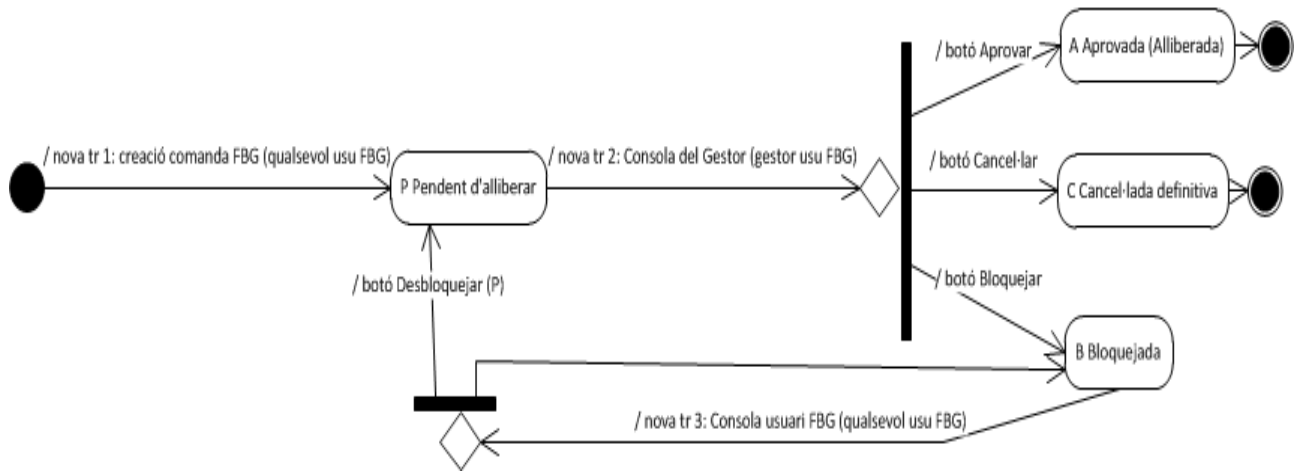 / botó Aprovar
A Aprovada (Alliberada)
/ nova tr 1: creació comanda FBG (qualsevol usu FBG)
P Pendent d'alliberar
/ nova tr 2: Consola del Gestor (gestor usu FBG)
/ botó Cancel·lar
C Cancel·lada definitiva
/ botó Desbloquejar (P)
/ botó Bloquejar
B Bloquejada
/ nova tr 3: Consola usuari FBG (qualsevol usu FBG)